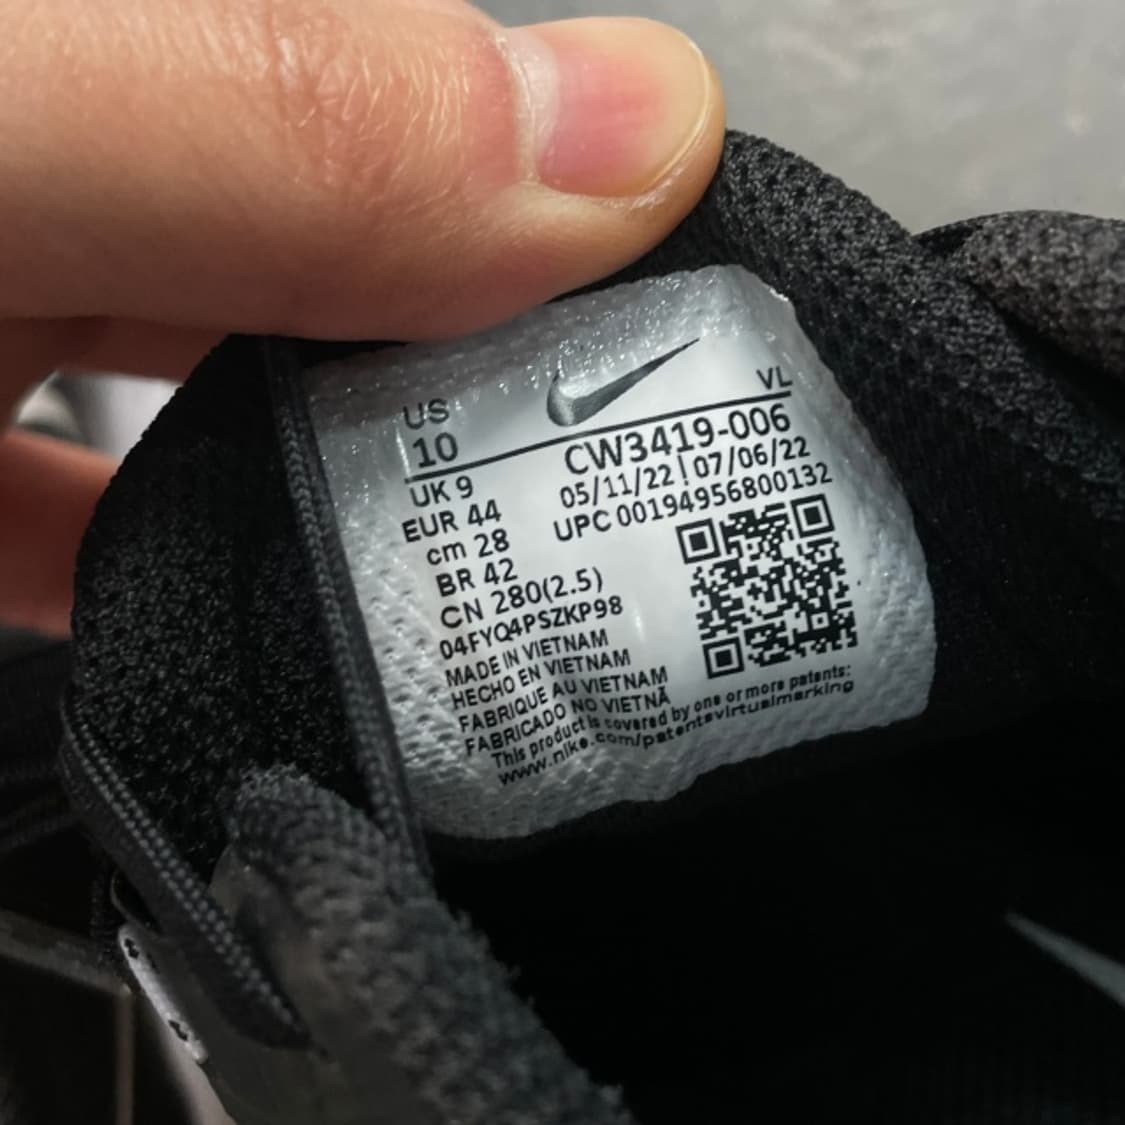 US
10
VL
CW3419-006
05/11/22 | 07/06/22
UPC 00194956800132
UK 9
EUR 44
cm 28
BR 42
CN 280(2.5)
04FYQ4PSZKP98
MADE IN VIETNAM
HECHO EN VIETNAM
FABRIQUE AU VIETNAM
FABRICADO NO VIETNÃ
This product is covered by one or more patents:
www.nike.com/patentsvirtualmarking